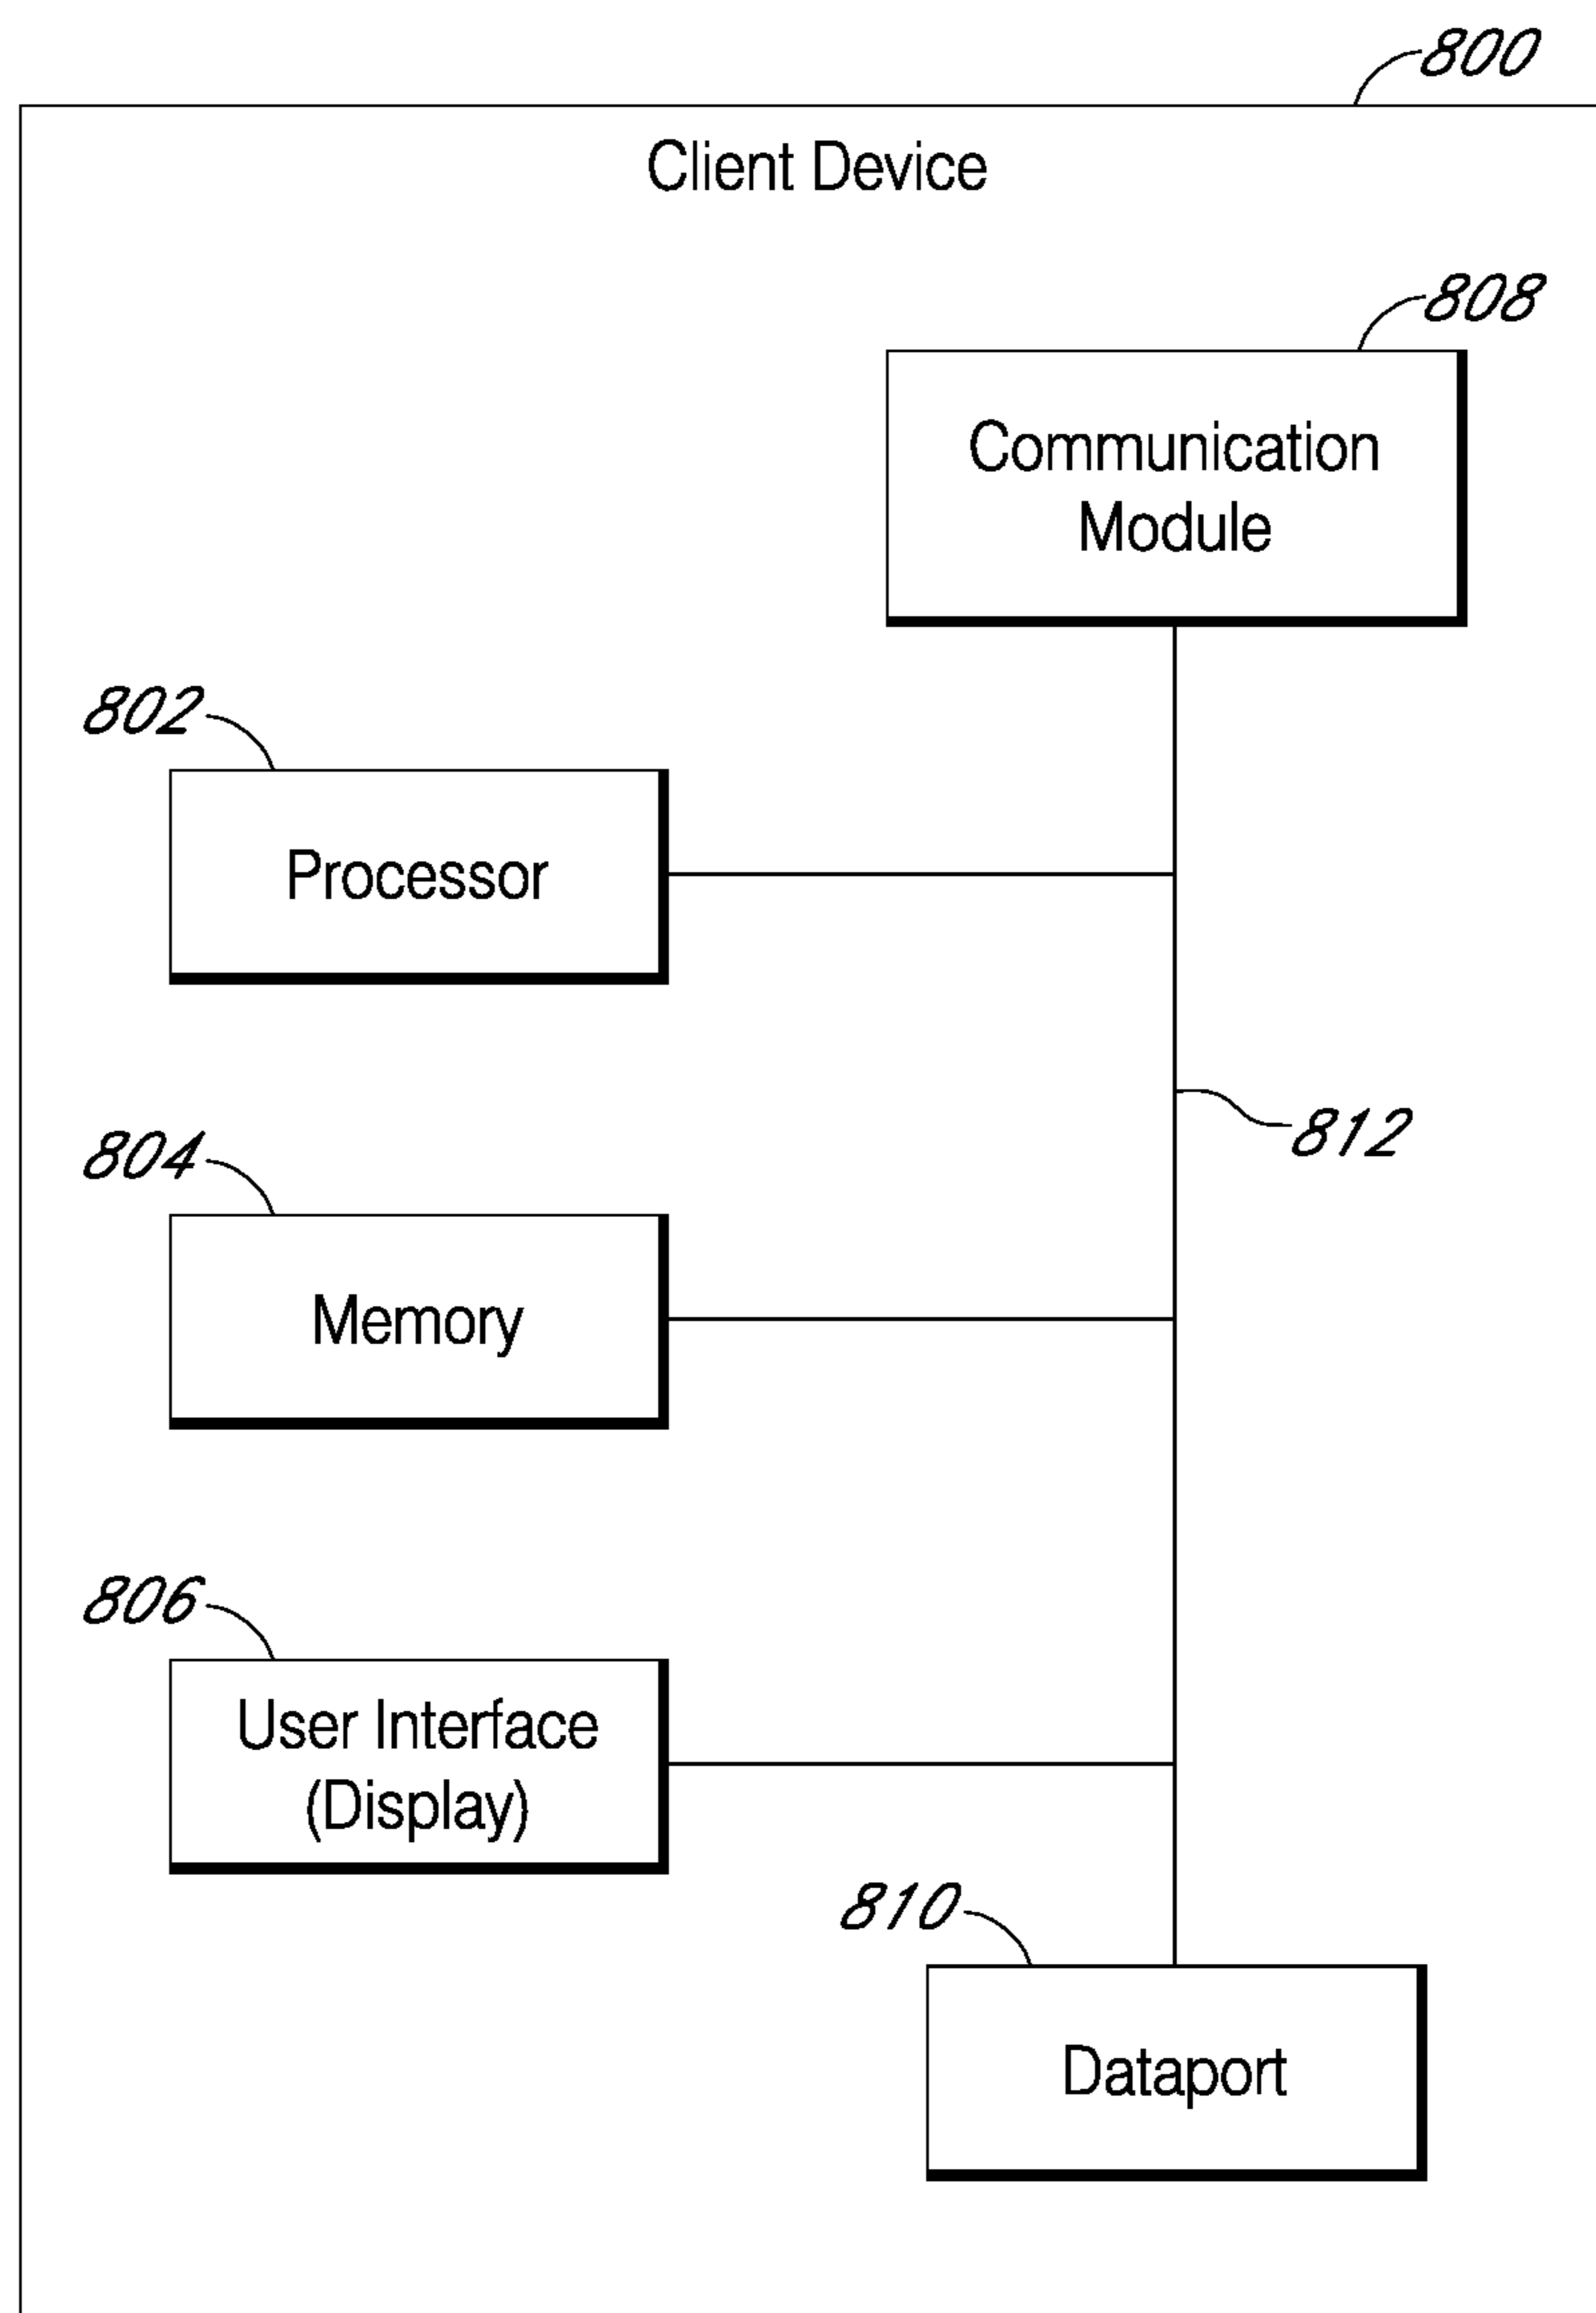 800
Client Device
808
Communication
Module
802
Processor
812
804
Memory
806
User Interface
(Display)
810
Dataport